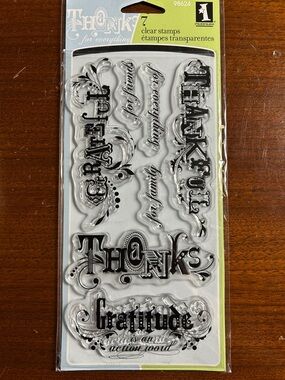 Thanks
for everything
98624
7
clear stamps
étampes transparentes
GRATEFUL
for friends
for everything
for family
THANKFUL
THANKS
Gratitude
is an
action word